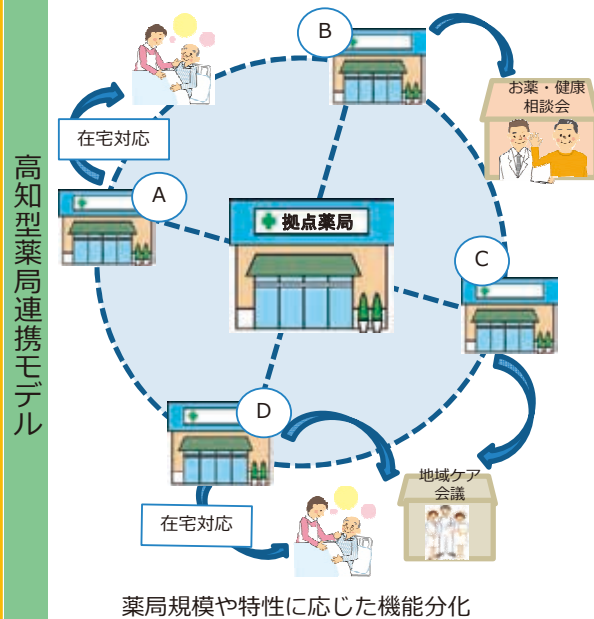 高知型薬局連携モデル
B
お薬・健康
相談会
在宅対応
A
拠点薬局
C
D
地域ケア
会議
在宅対応
薬局規模や特性に応じた機能分化